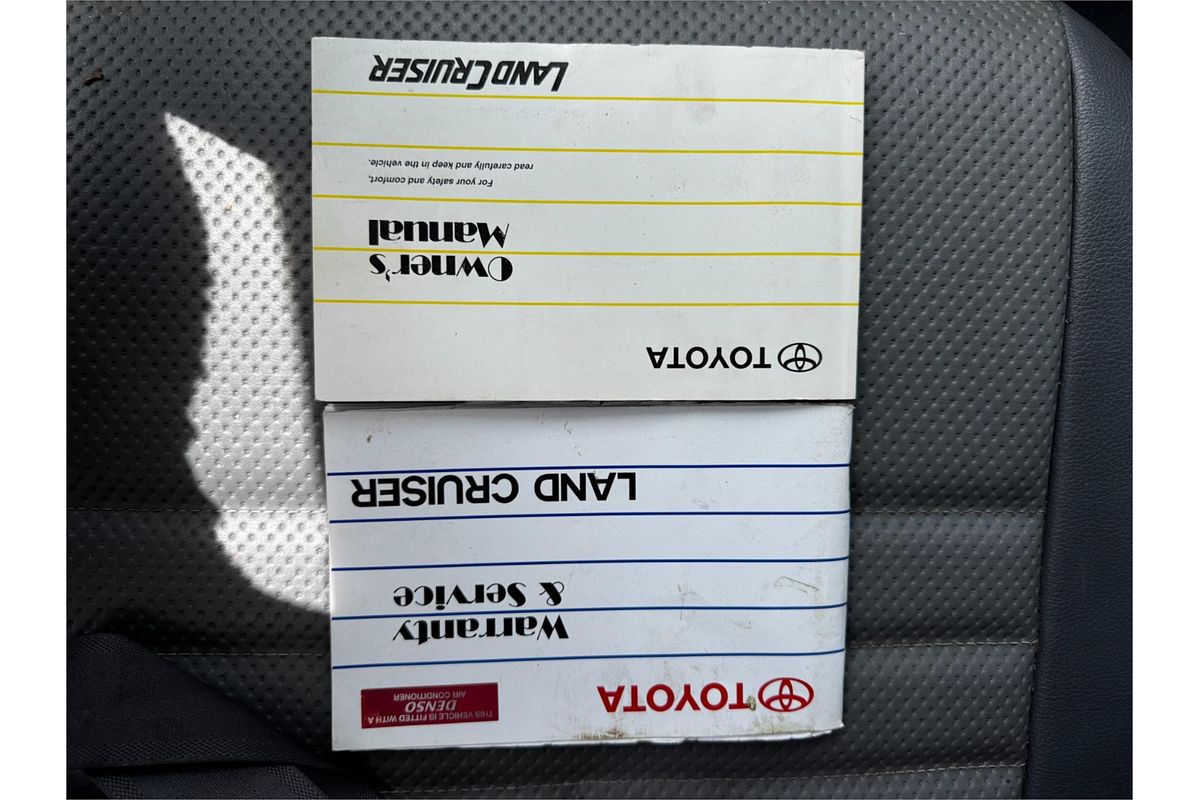 TOYOTA
THIS VEHICLE IS FITTED WITH A
DENSO
AIR CONDITIONER
Warranty
& Service
LAND CRUISER
TOYOTA
Owner's
Manual
For your safety and comfort,
read carefully and keep in the vehicle.
LANDCRUISER